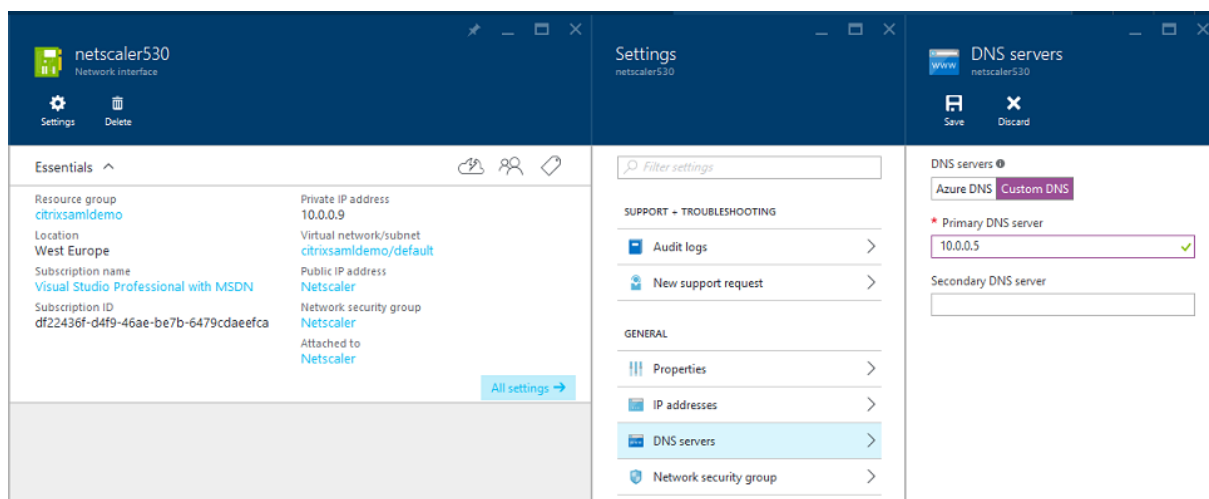 netscaler530
Network interface
Settings
Delete
Essentials
Resource group
citrixsamldemo
Location
West Europe
Subscription name
Visual Studio Professional with MSDN
Subscription ID
df22436f-d4f9-46ae-be7b-6479cdaeefca
Private IP address
10.0.0.9
Virtual network/subnet
citrixsamldemo/default
Public IP address
Netscaler
Network security group
Netscaler
Attached to
Netscaler
All settings →
Settings
netscaler530
Filter settings
SUPPORT + TROUBLESHOOTING
Audit logs
New support request
GENERAL
Properties
IP addresses
DNS servers
Network security group
www
DNS servers
netscaler530
Save
Discard
DNS servers
Azure DNS
Custom DNS
* Primary DNS server
10.0.0.5
Secondary DNS server